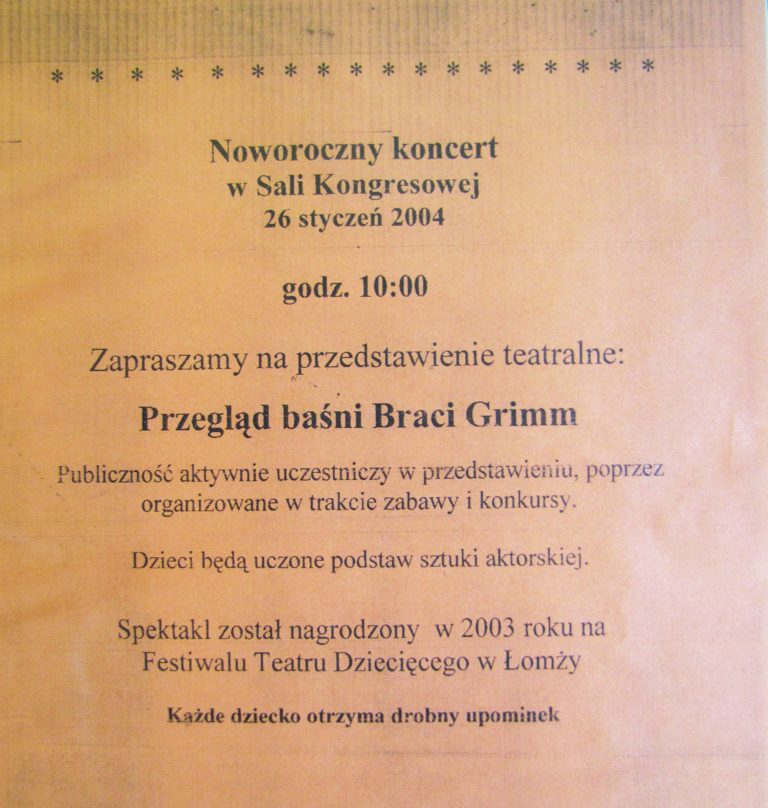 * * * * * * * * * * * * * * * * * *
Noworoczny koncert
w Sali Kongresowej
26 styczeń 2004
godz. 10:00
Zapraszamy na przedstawienie teatralne:
Przegląd baśni Braci Grimm
Publiczność aktywnie uczestniczy w przedstawieniu, poprzez
organizowane w trakcie zabawy i konkursy.
Dzieci będą uczone podstaw sztuki aktorskiej.
Spektakl został nagrodzony w 2003 roku na
Festiwalu Teatru Dziecięcego w Łomży
Każde dziecko otrzyma drobny upominek